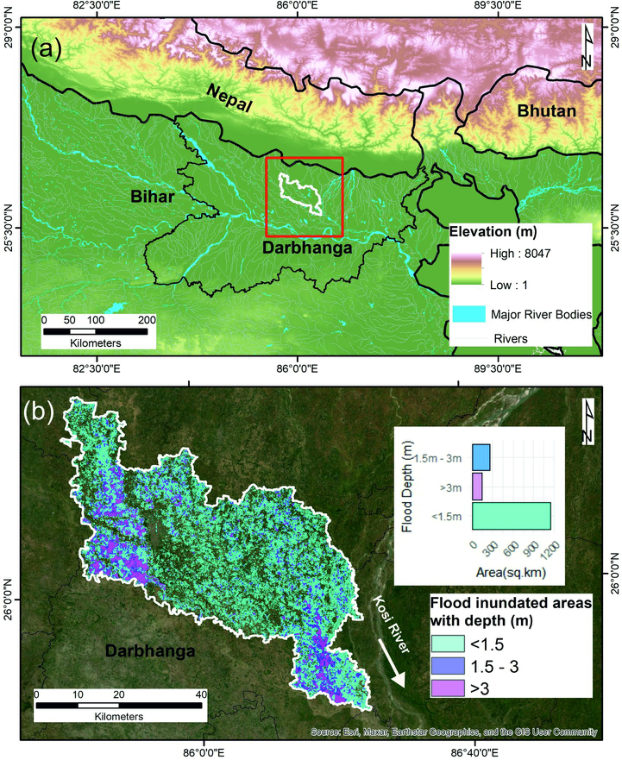 82°30'0"E 86°0'0"E 89°30'0"E
29°0'0"N
29°0'0"N
(a)
N
Nepal
Bhutan
Bihar
Darbhanga
25°30'0"N
25°30'0"N
Elevation (m)
High : 8047
Low : 1
Major River Bodies
Rivers
0 50 100 200
Kilometers
82°30'0"E 86°0'0"E 89°30'0"E
(b)
N
Flood Depth (m)
1.5m - 3m
>3m
<1.5m
0 300 600 900 1200
Area(sq.km)
26°0'0"N
26°0'0"N
Kosi River
Flood inundated areas
with depth (m)
<1.5
1.5 - 3
>3
Darbhanga
0 10 20 40
Kilometers
Source: Esri, Maxar, Earthstar Geographics, and the GIS User Community
86°0'0"E 86°40'0"E